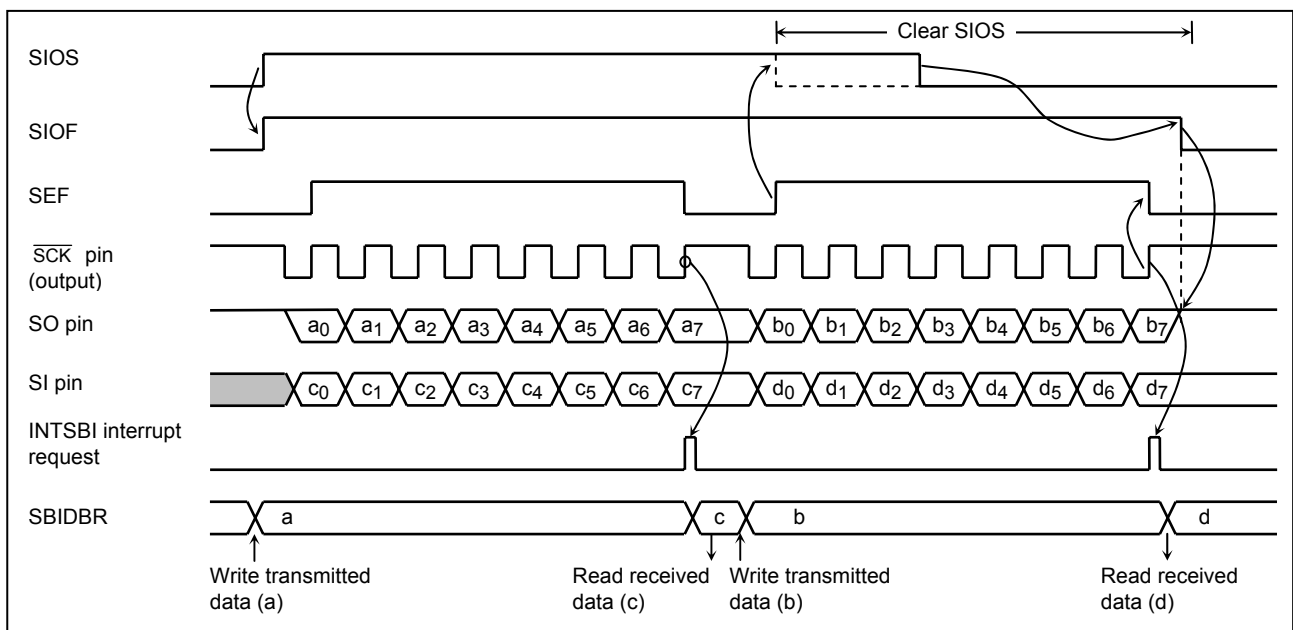 Clear SIOS
SIOS
SIOF
SEF
SCK pin
(output)
SO pin
a0 a1 a2 a3 a4 a5 a6 a7 b0 b1 b2 b3 b4 b5 b6 b7
SI pin
c0 c1 c2 c3 c4 c5 c6 c7 d0 d1 d2 d3 d4 d5 d6 d7
INTSBI interrupt
request
SBIDBR
a c b d
Write transmitted
data (a)
Read received
data (c)
Write transmitted
data (b)
Read received
data (d)